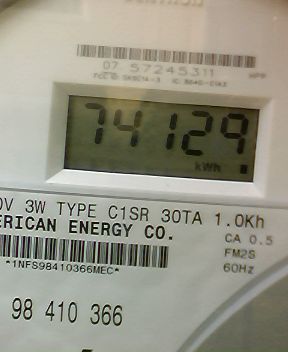 07 57245311
74129
kWh
0V 3W TYPE C1SR 30TA 1.0Kh
ERICAN ENERGY CO.
CA 0.5
FM2S
60Hz
*1NFS98410366MEC*
98 410 366